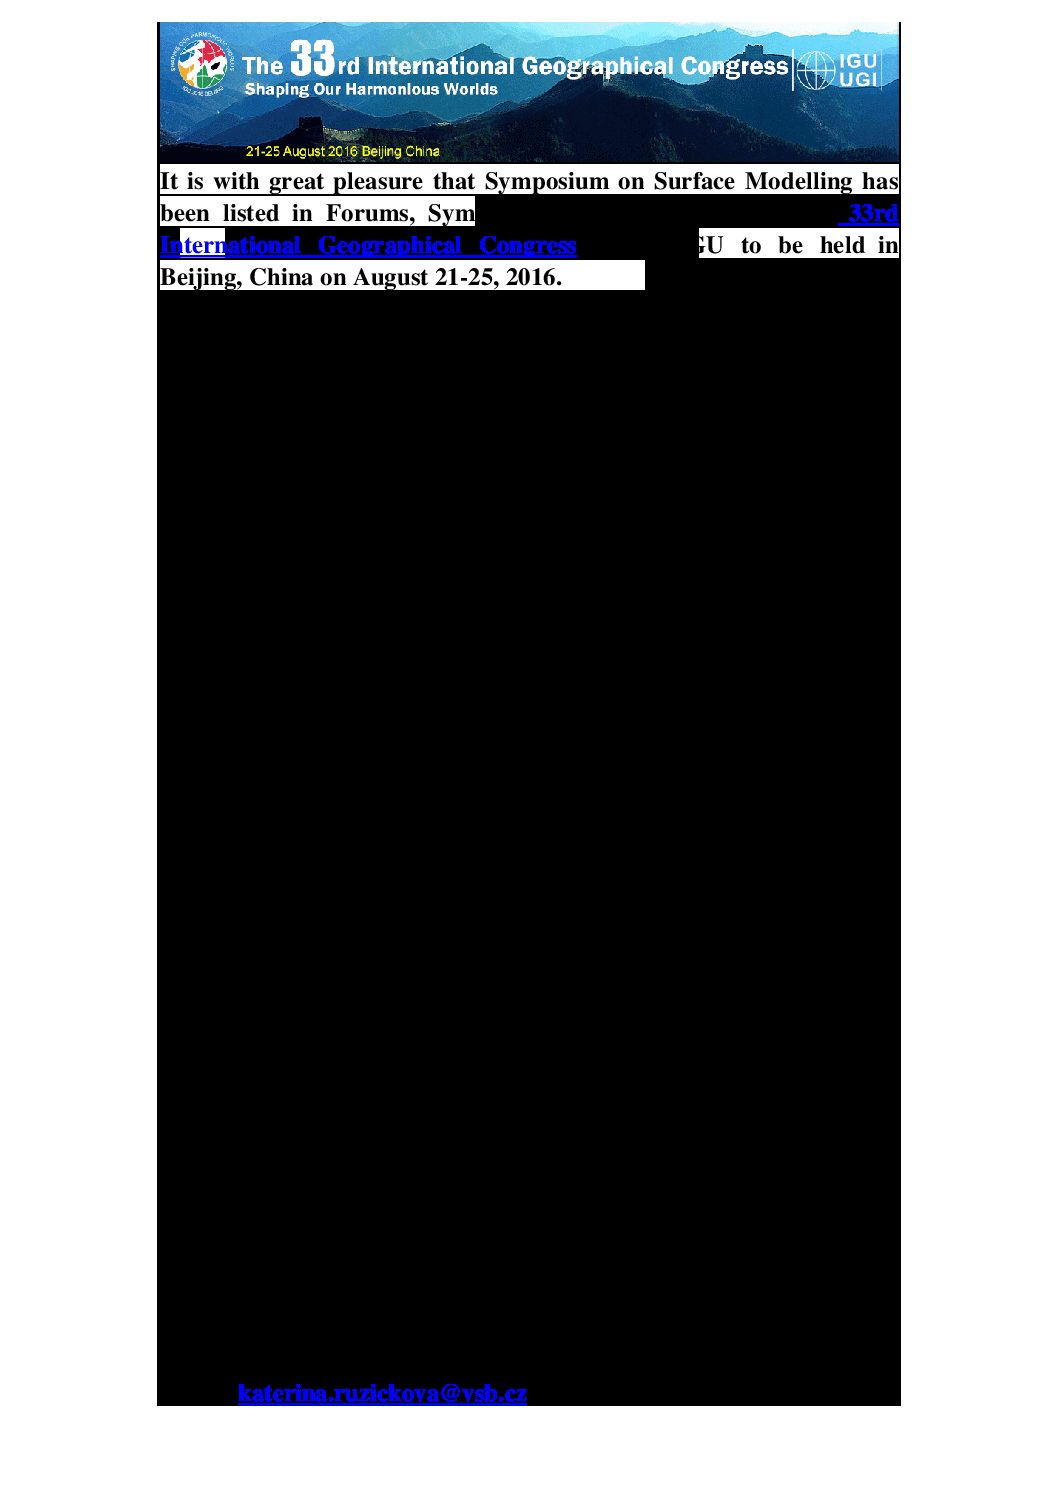 The 33rd International Geographical Congress
IGU
UGI
Shaping Our Harmonious Worlds
21-25 August 2016 Beijing China
It is with great pleasure that Symposium on Surface Modelling has
been listed in Forums, Sym 33rd
International Geographical Congress GU to be held in
Beijing, China on August 21-25, 2016.
katerina.ruzickova@vsb.cz